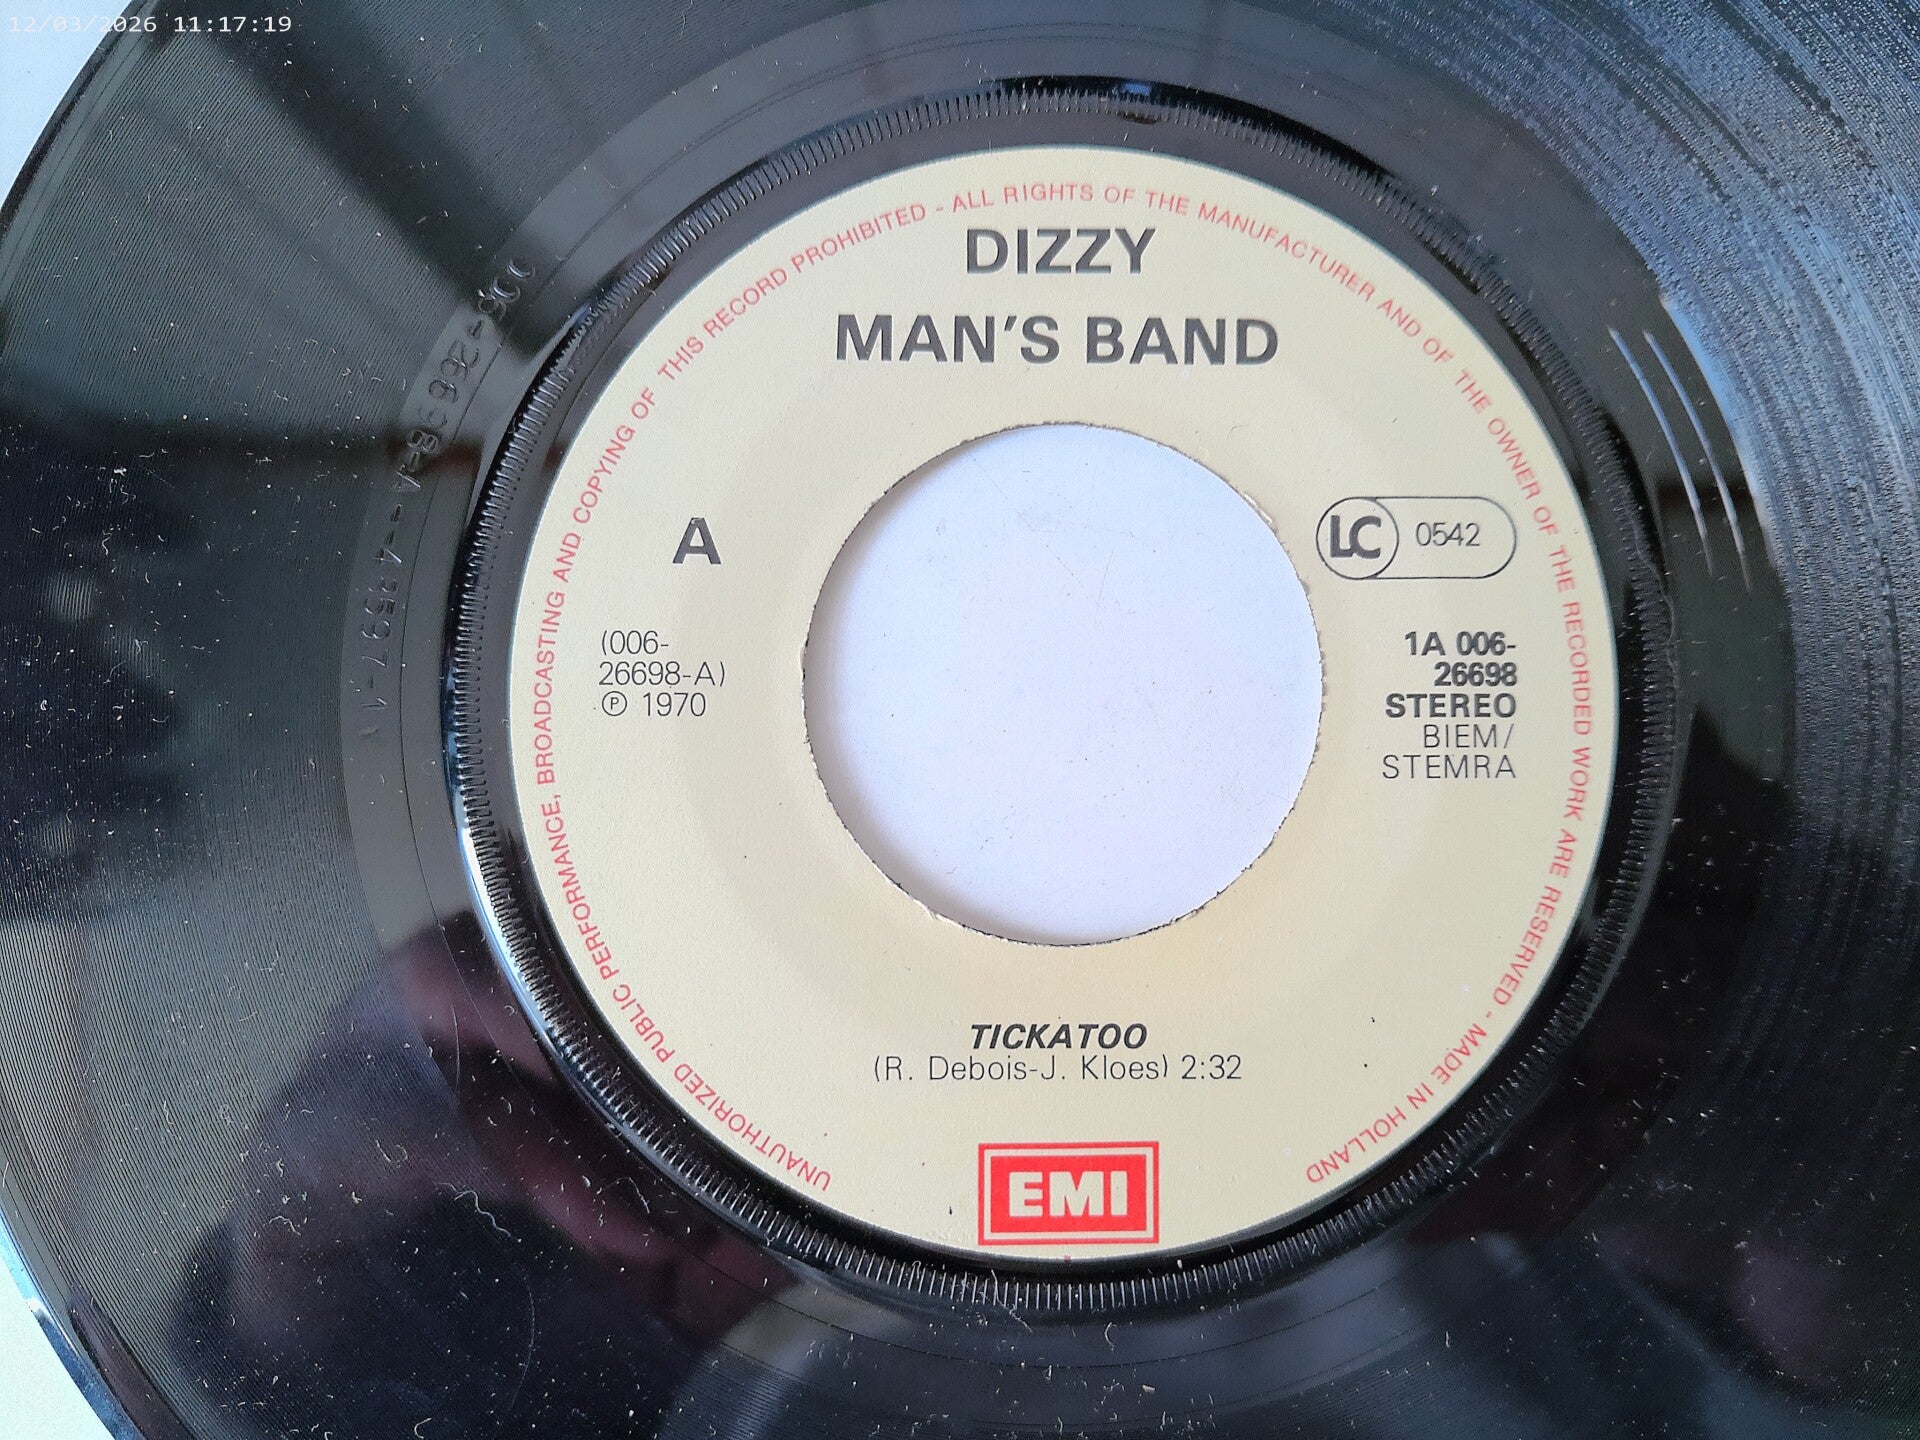 12/03/2026 11:17:19
UNAUTHORIZED PUBLIC PERFORMANCE, BROADCASTING AND COPYING OF THIS RECORD PROHIBITED - ALL RIGHTS OF THE MANUFACTURER AND OF THE OWNER OF THE RECORDED WORK ARE RESERVED - MADE IN HOLLAND
DIZZY
MAN'S BAND
A
LC 0542
(006-
26698-A)
℗ 1970
1A 006-
26698
STEREO
BIEM/
STEMRA
TICKATOO
(R. Debois-J. Kloes) 2:32
EMI